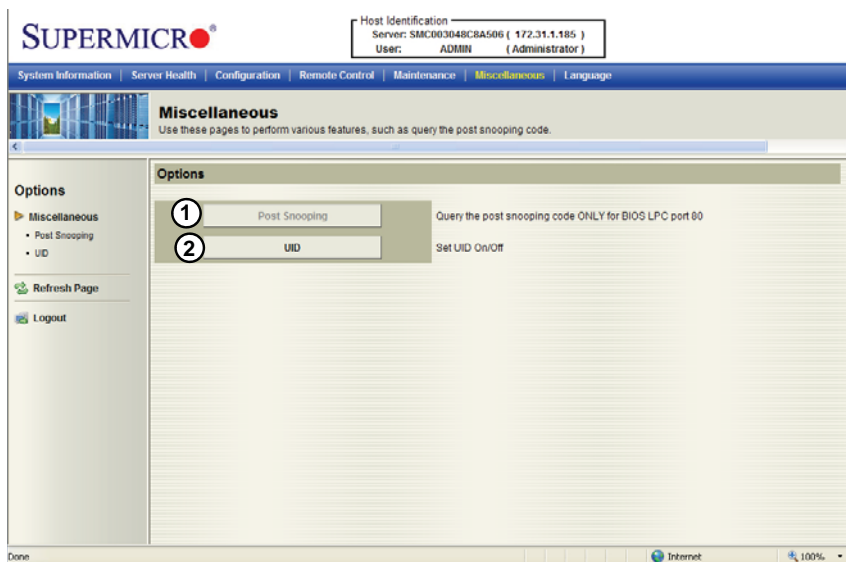 SUPERMICR®
Host Identification
Server: SMC003048C8A506 ( 172.31.1.185 )
User: ADMIN ( Administrator )
System Information | Server Health | Configuration | Remote Control | Maintenance | Miscellaneous | Language
Miscellaneous
Use these pages to perform various features, such as query the post snooping code.
Options
Miscellaneous
• Post Snooping
• UID
Refresh Page
Logout
Options
1 Post Snooping Query the post snooping code ONLY for BIOS LPC port 80
2 UID Set UID On/Off
Done Internet 100%